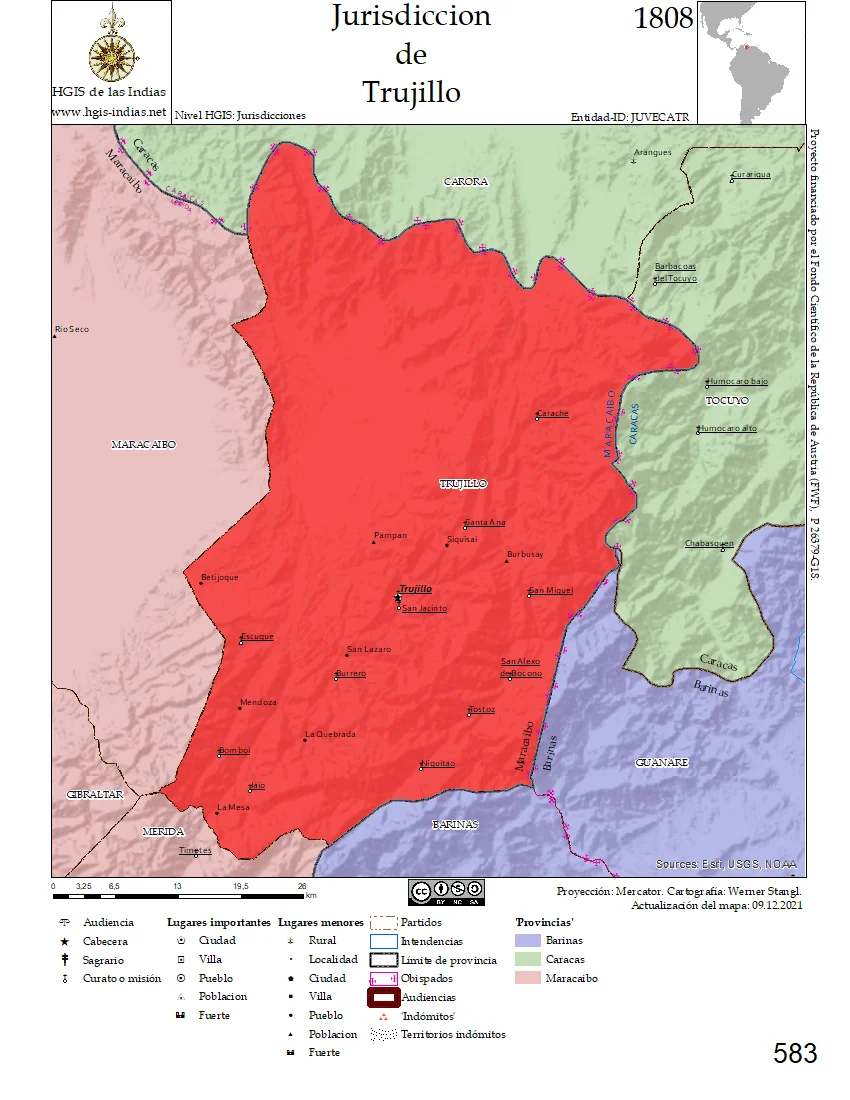 Jurisdiccion
de
Trujillo
1808
HGIS de las Indias
www.hgis-indias.net
Nivel HGIS: Jurisdicciones
Entidad-ID: JUVECATR
Proyecto financiado por el Fondo Científico de la República de Austria (FWF), P 26379-G18.
Caracas
Maracaibo
CARACAS
MERIDA
CARORA
Arangues
Curarigua
Barbacoas
del Tocuyo
Rio Seco
Humocaro bajo
TOCUYO
MARACAIBO
CARACAS
Carache
Humocaro alto
MARACAIBO
TRUJILLO
Santa Ana
Pampan
Siquisai
Chabasquen
Burbusay
Betijoque
Trujillo
San Miguel
San Jacinto
Escuque
San Lazaro
San Alexo
de Bocono
Burrero
Caracas
Barinas
Mendoza
Tostoz
La Quebrada
Maracaibo
Barinas
Bomboi
Niquitao
GUANARE
Jajo
GIBRALTAR
La Mesa
MERIDA
BARINAS
Timotes
Sources: Esri, USGS, NOAA
0 3,25 6,5 13 19,5 26
km
CC BY NC SA
Proyección: Mercator. Cartografía: Werner Stangl.
Actualización del mapa: 09.12.2021
Audiencia
Cabecera
Sagrario
Curato o misión
Lugares importantes
Ciudad
Villa
Pueblo
Poblacion
Fuerte
Lugares menores
Rural
Localidad
Ciudad
Villa
Pueblo
Poblacion
Fuerte
Partidos
Intendencias
Límite de provincia
Obispados
Audiencias
'Indómitos'
Territorios indómitos
'Provincias'
Barinas
Caracas
Maracaibo
583